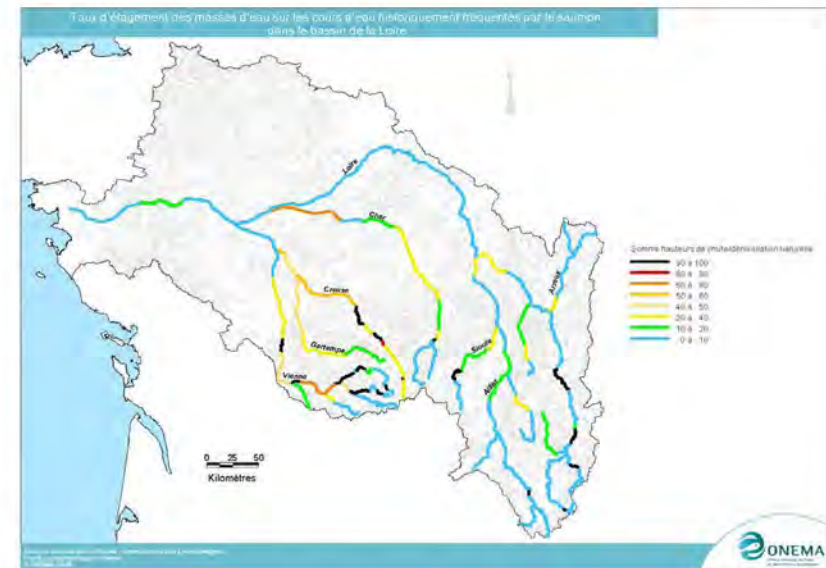 Taux d'étagement des masses d'eau sur les cours d'eau historiquement fréquentés par le saumon
dans le bassin de la Loire
Loire
Cher
Creuse
Gartempe
Vienne
Sioule
Allier
Arroux
Somme hauteurs de chute/dénivellation naturelle
90 à 100
80 à 90
60 à 80
50 à 60
40 à 50
20 à 40
10 à 20
0 à 10
0 25 50
Kilomètres
ONEMA